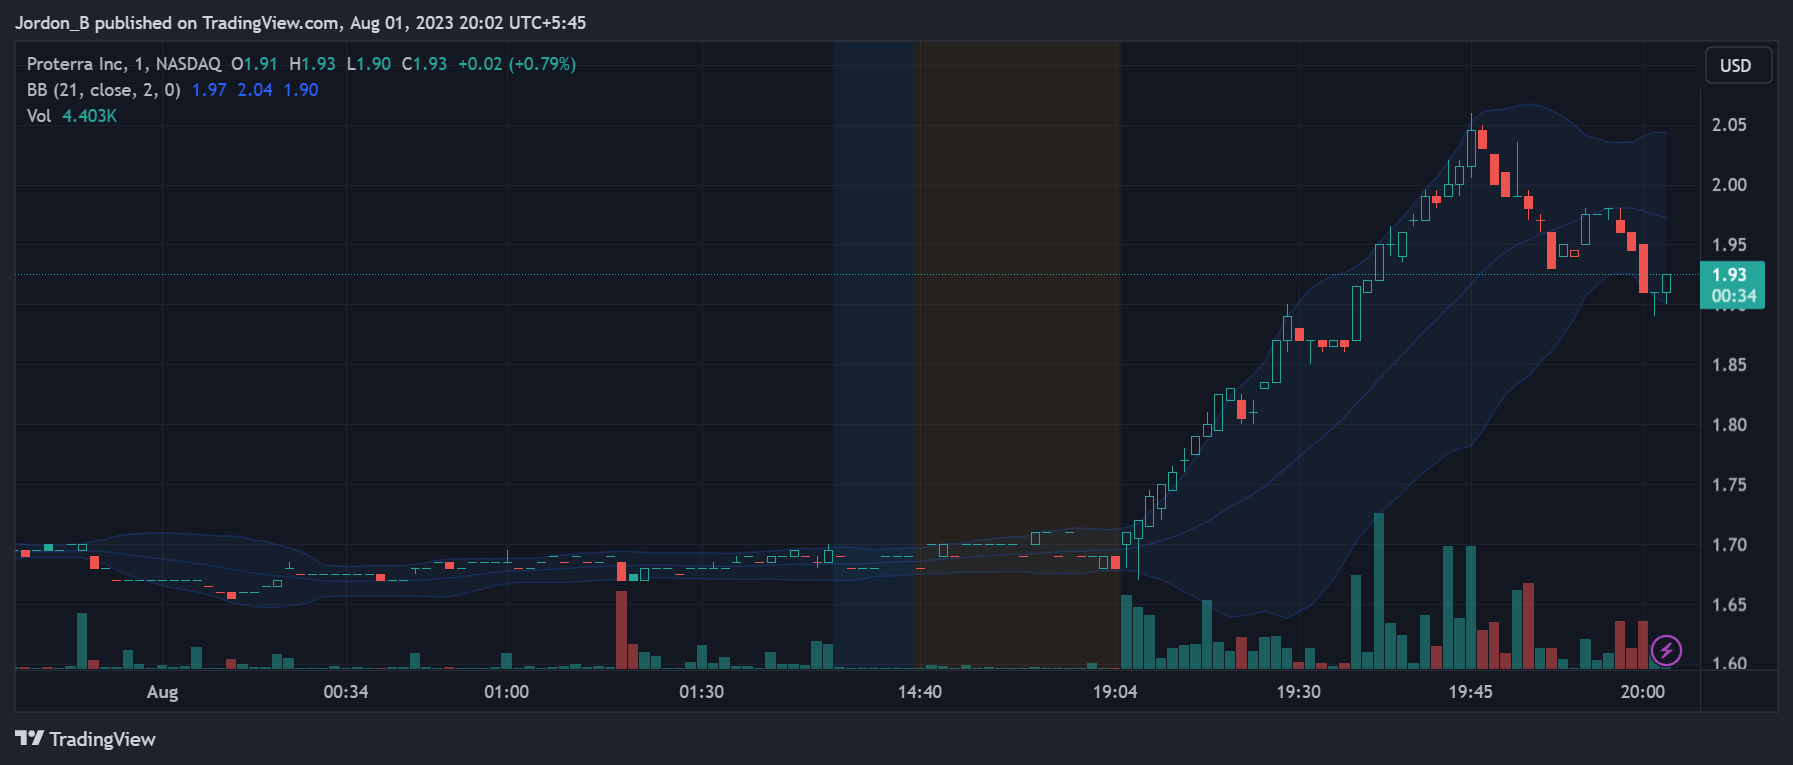 Jordon_B published on TradingView.com, Aug 01, 2023 20:02 UTC+5:45
Proterra Inc, 1, NASDAQ O1.91 H1.93 L1.90 C1.93 +0.02 (+0.79%)
BB (21, close, 2, 0) 1.97 2.04 1.90
Vol 4.403K
USD
2.05
2.00
1.95
1.93
00:34
1.85
1.80
1.75
1.70
1.65
1.60
Aug 00:34 01:00 01:30 14:40 19:04 19:30 19:45 20:00
TradingView